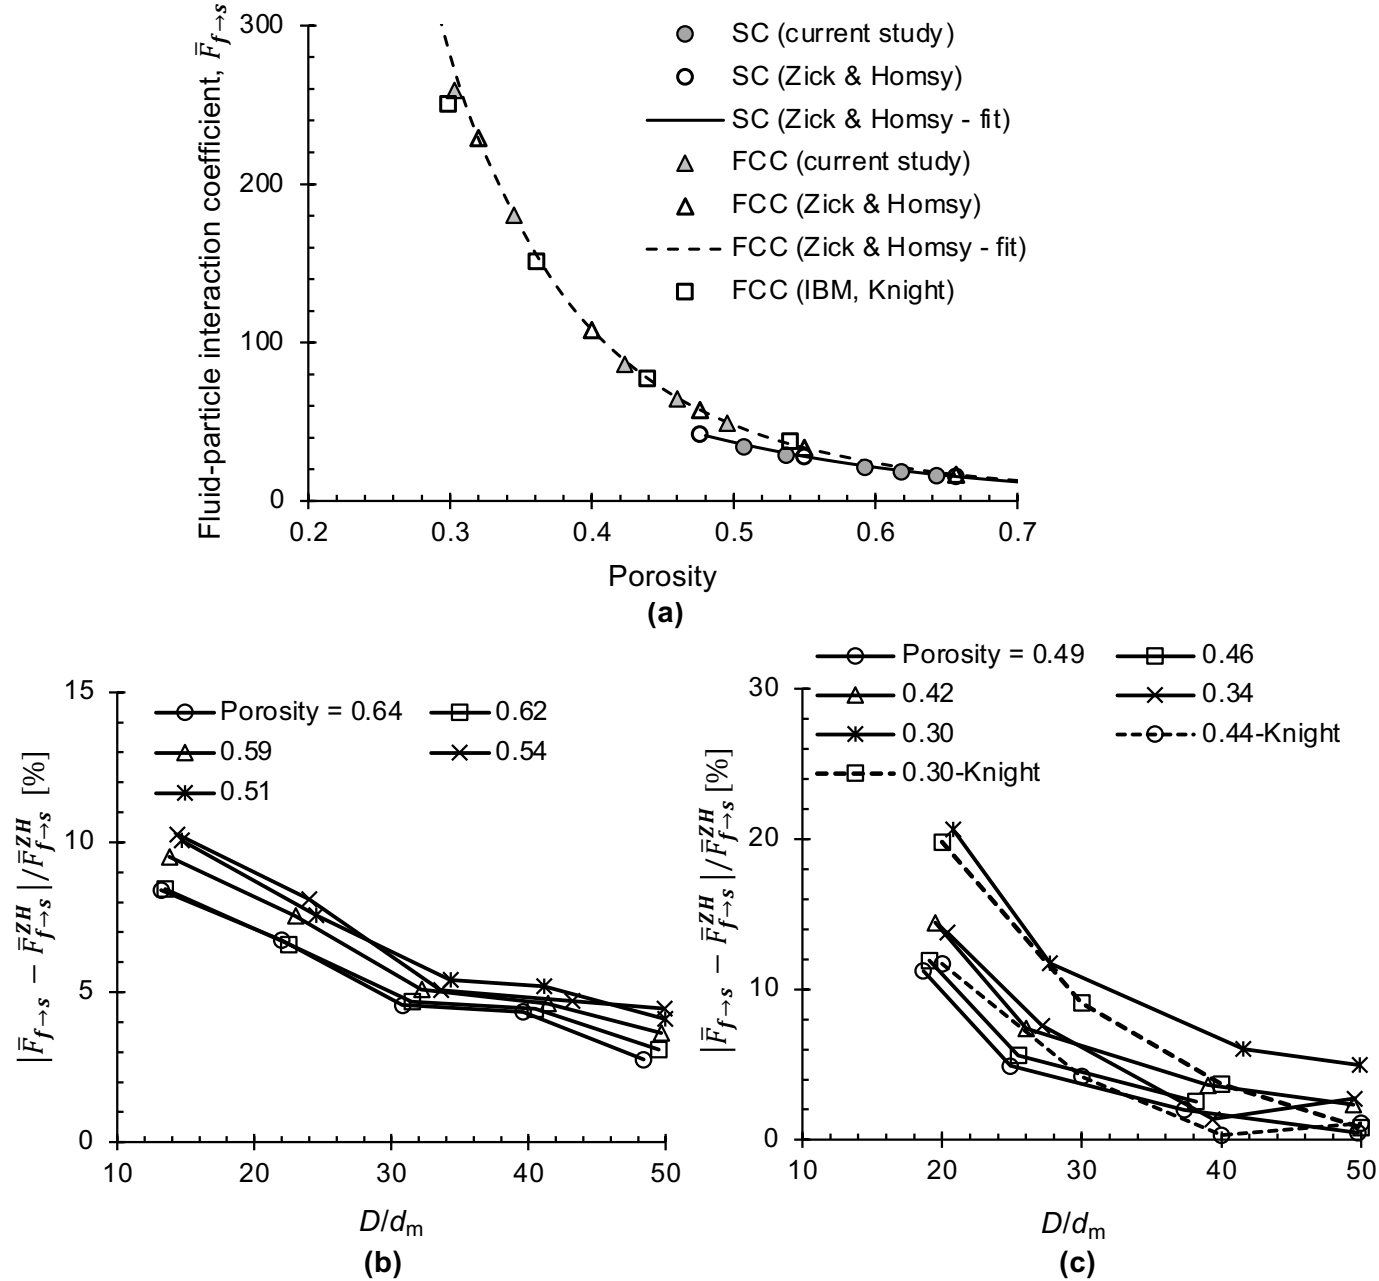 Fluid-particle interaction coefficient, F̅f→s
300
200
100
0
0.2 0.3 0.4 0.5 0.6 0.7
Porosity
SC (current study)
SC (Zick & Homsy)
SC (Zick & Homsy - fit)
FCC (current study)
FCC (Zick & Homsy)
FCC (Zick & Homsy - fit)
FCC (IBM, Knight)
(a)
|F̅f→s − F̅f→s^ZH|/F̅f→s^ZH [%]
15
10
5
0
10 20 30 40 50
Porosity = 0.64 0.62
0.59 0.54
0.51
D/dm
(b)
|F̅f→s − F̅f→s^ZH|/F̅f→s^ZH [%]
30
20
10
0
10 20 30 40 50
Porosity = 0.49 0.46
0.42 0.34
0.30 0.44-Knight
0.30-Knight
D/dm
(c)